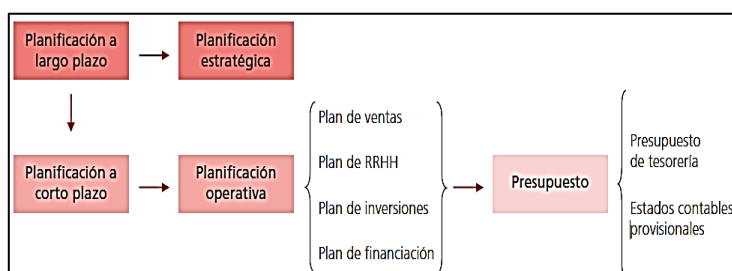 Planificación a
largo plazo
Planificación
estratégica
Planificación a
corto plazo
Planificación
operativa
Plan de ventas
Plan de RRHH
Plan de inversiones
Plan de financiación
Presupuesto
Presupuesto
de tesorería
Estados contables
provisionales